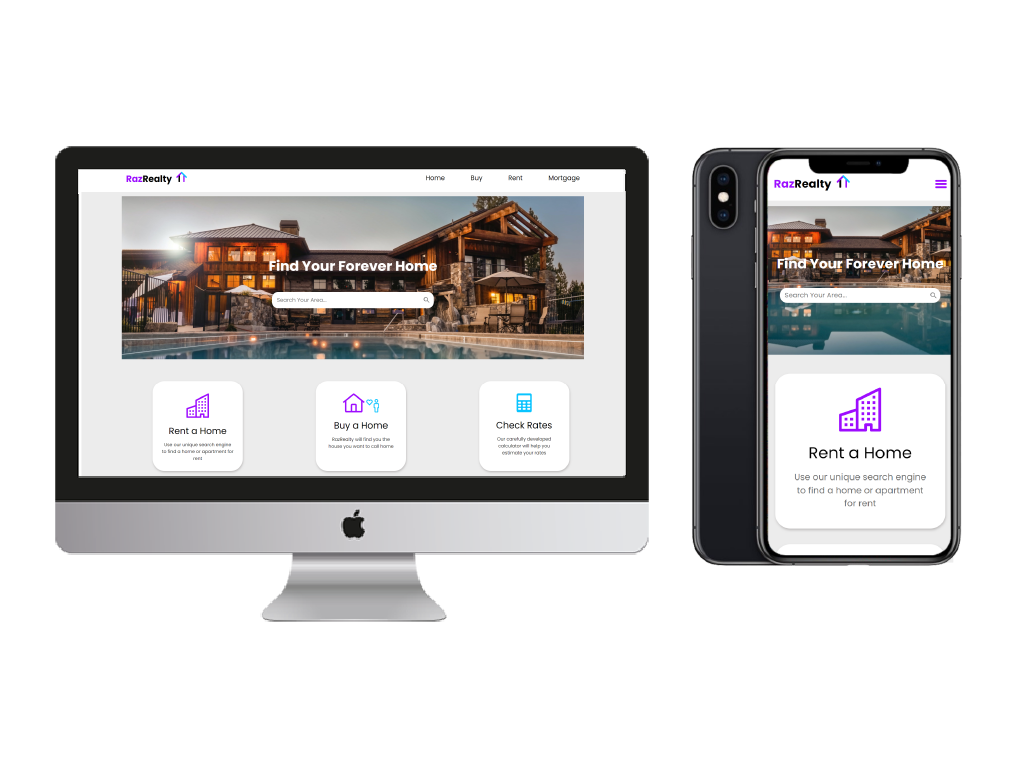 RazRealty
Home Buy Rent Mortgage
Find Your Forever Home
Search Your Area...
Rent a Home
Use our unique search engine
to find a home or apartment for
rent
Buy a Home
RazRealty will find you the
house you want to call home
Check Rates
Our carefully developed
calculator will help you
estimate your rates
RazRealty
Find Your Forever Home
Search Your Area...
Rent a Home
Use our unique search engine
to find a home or apartment
for rent